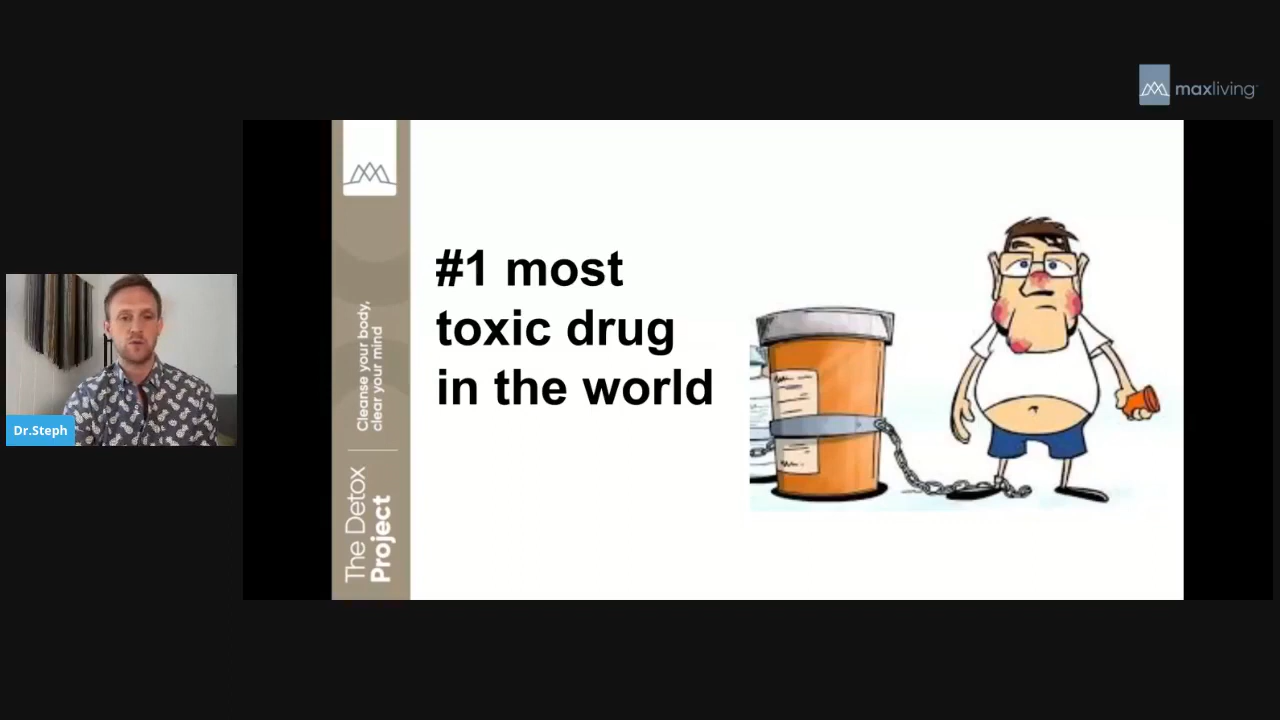 maxliving
#1 most
toxic drug
in the world
Cleanse your body,
clear your mind
The Detox
Project
Dr.Steph